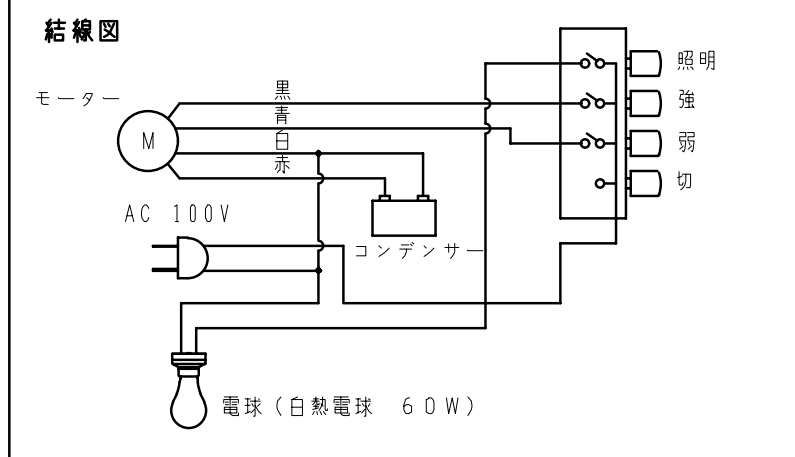 結線図
モーター
M
黒
青
白
赤
照明
強
弱
切
AC 100V
コンデンサー
電球(白熱電球 60W)